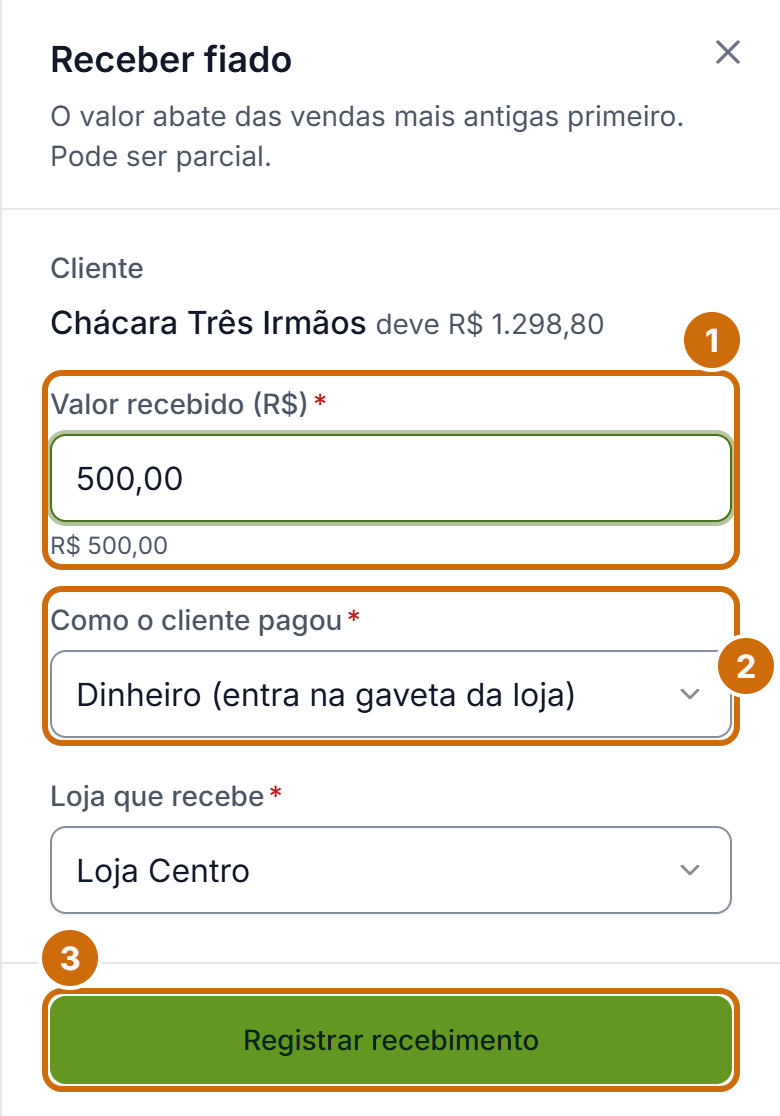 Receber fiado
O valor abate das vendas mais antigas primeiro.
Pode ser parcial.
Cliente
Chácara Três Irmãos deve R$ 1.298,80
1
Valor recebido (R$) *
500,00
R$ 500,00
Como o cliente pagou *
2
Dinheiro (entra na gaveta da loja)
Loja que recebe *
Loja Centro
3
Registrar recebimento